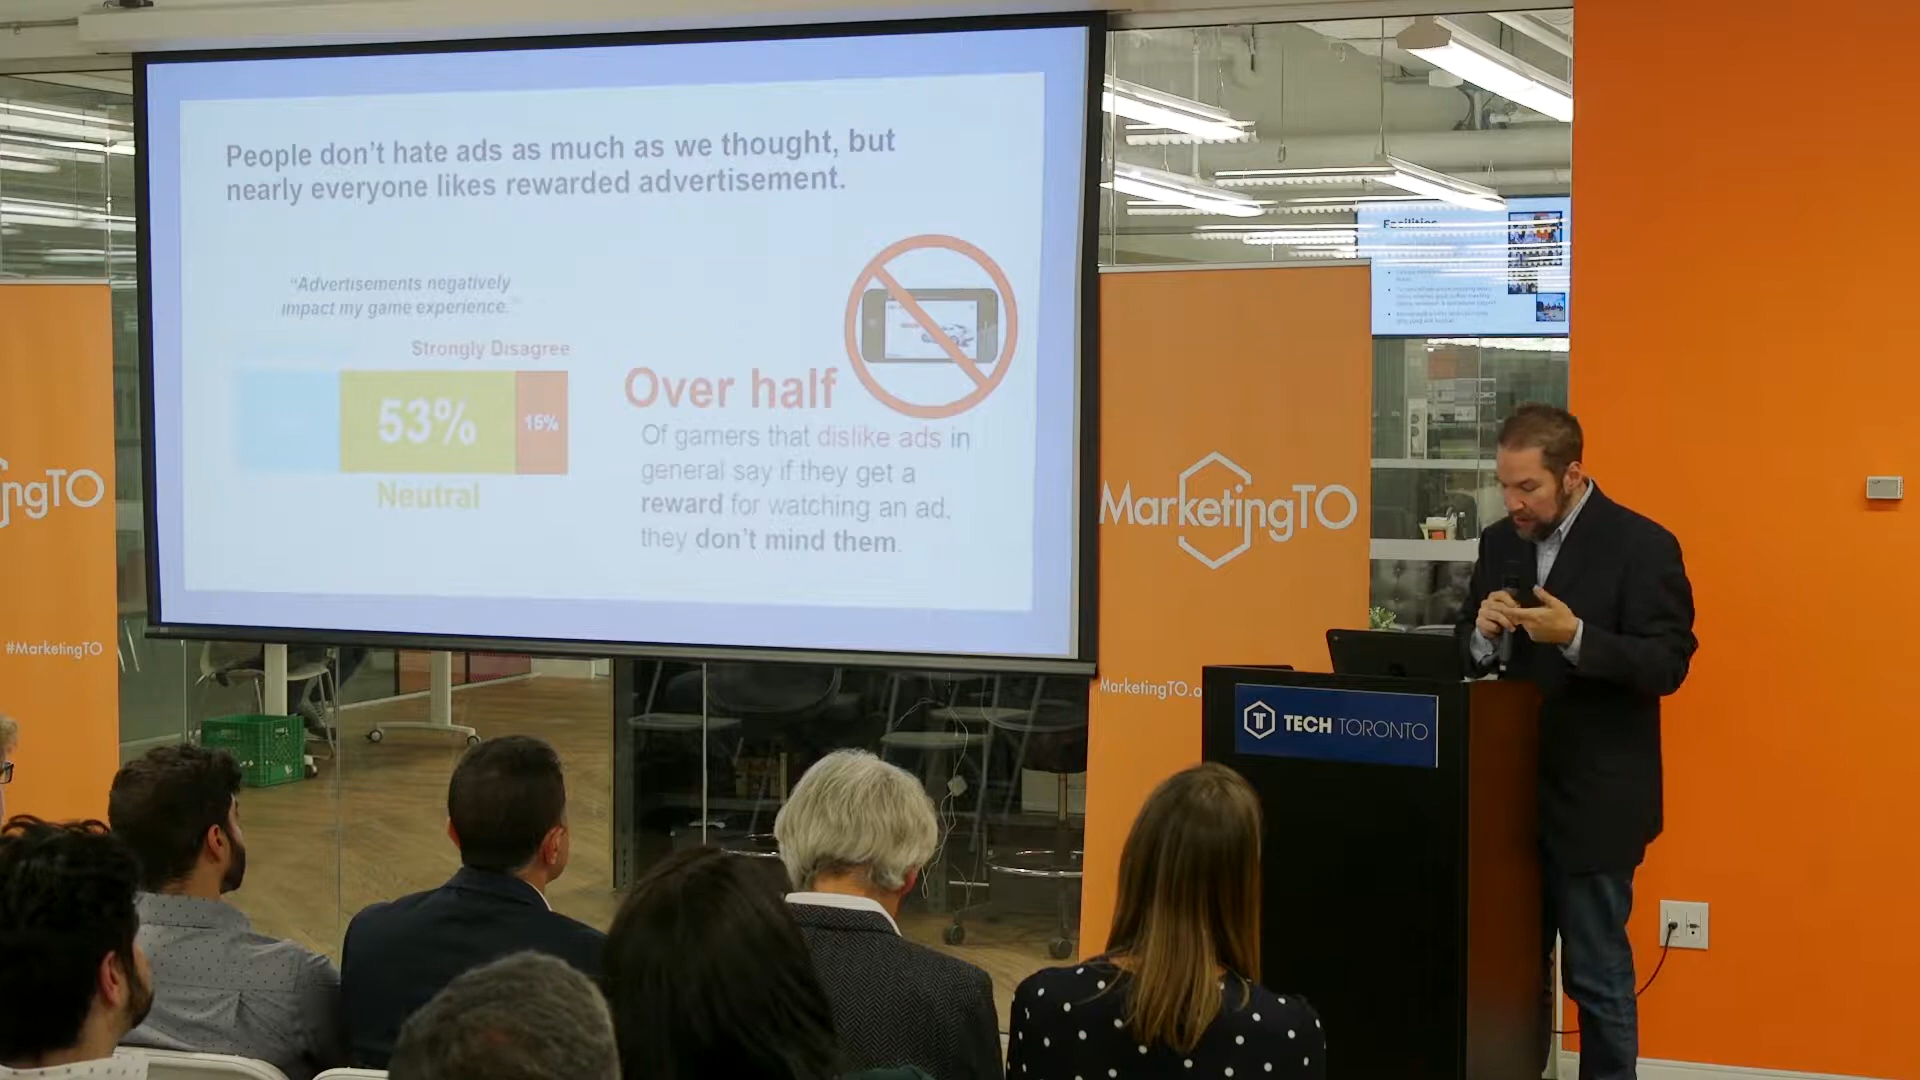 People don't hate ads as much as we thought, but
nearly everyone likes rewarded advertisement.
"Advertisements negatively
impact my game experience."
Strongly Disagree
53%
15%
Neutral
Over half
Of gamers that dislike ads in
general say if they get a
reward for watching an ad,
they don't mind them.
ngTO
#MarketingTO
MarketingTO
MarketingTO.o
Facilities
TECH TORONTO